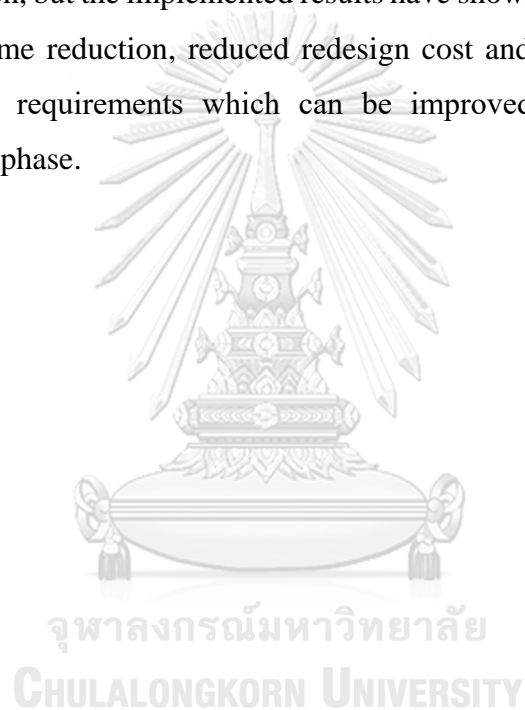 but the implemented results have show
me reduction, reduced redesign cost and
requirements which can be improved
phase.
จุฬาลงกรณ์มหาวิทยาลัย
CHULALONGKORN UNIVERSITY